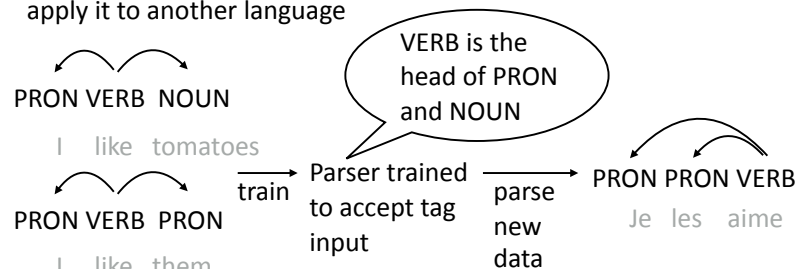 apply it to another language
PRON VERB NOUN
I like tomatoes
PRON VERB PRON
I like them
train
VERB is the
head of PRON
and NOUN
Parser trained
to accept tag
input
parse
new
data
PRON PRON VERB
Je les aime